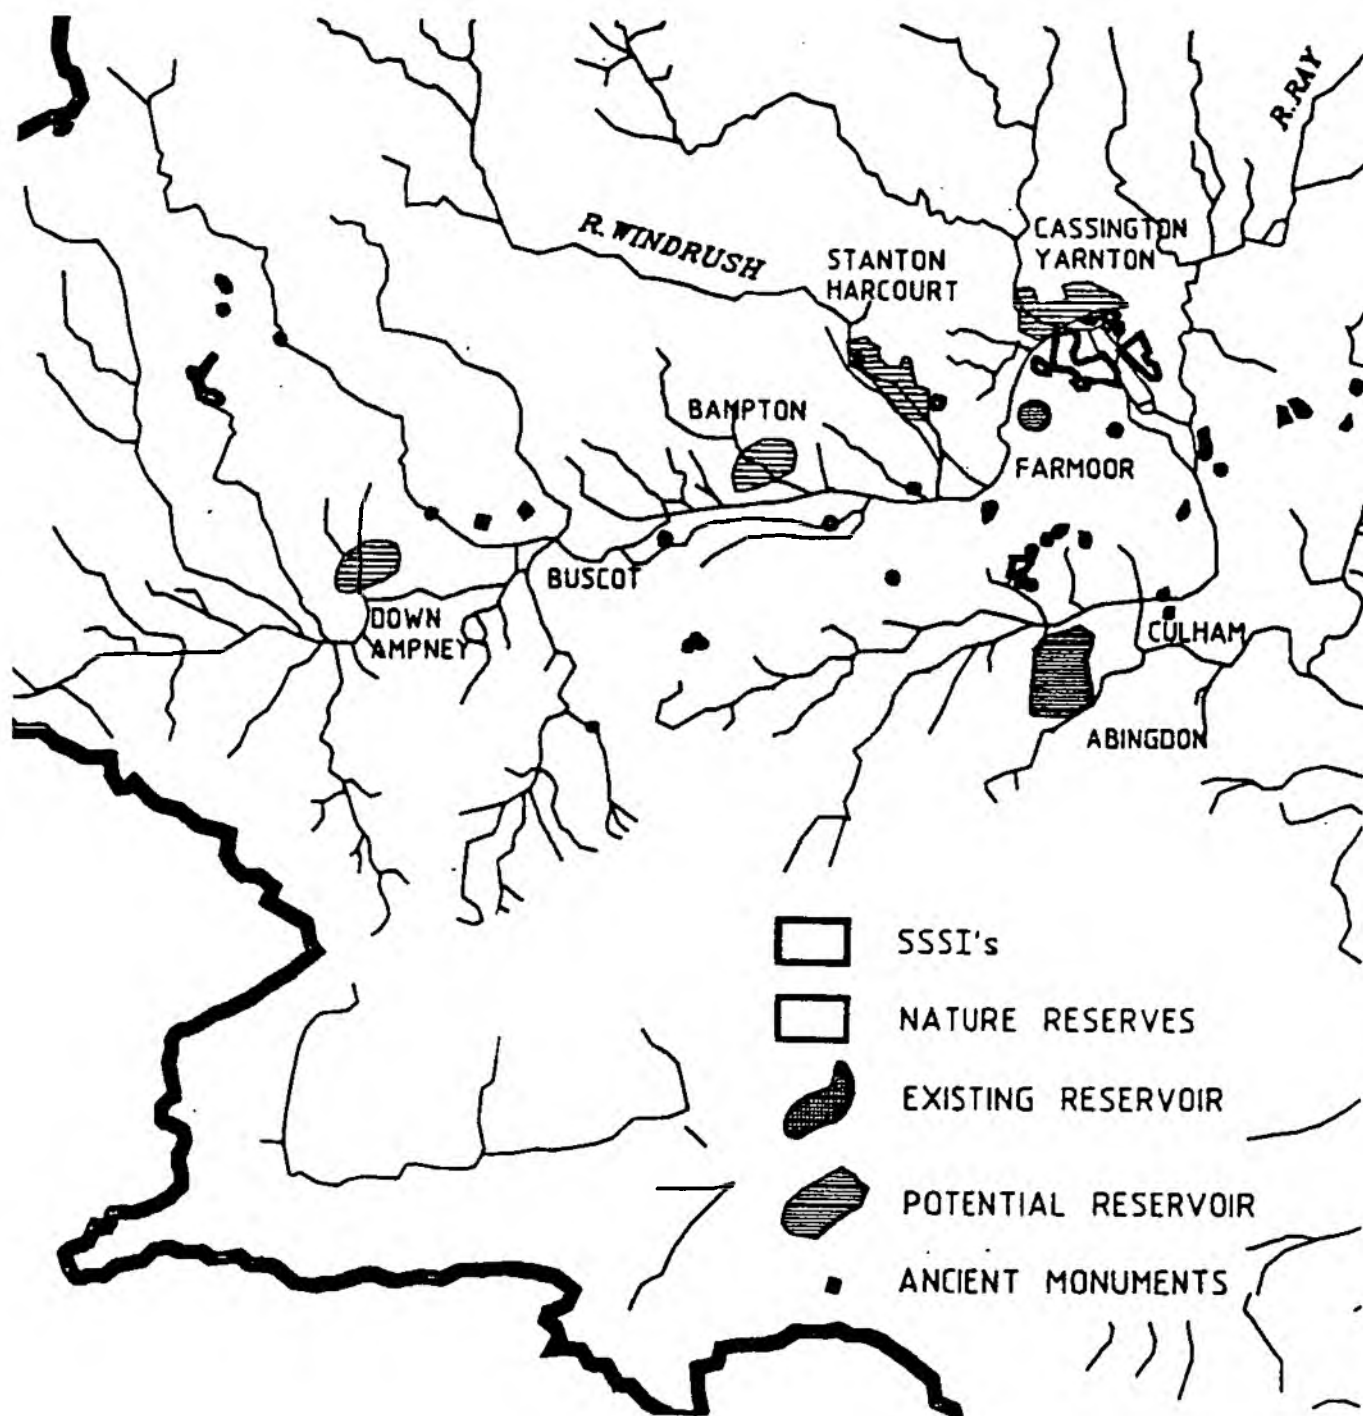 R. RAY
R. WINDRUSH
CASSINGTON
YARNTON
STANTON
HARCOURT
BAMPTON
FARMOOR
BUSCOT
DOWN
AMPNEY
CULHAM
ABINGDON
SSSI's
NATURE RESERVES
EXISTING RESERVOIR
POTENTIAL RESERVOIR
ANCIENT MONUMENTS